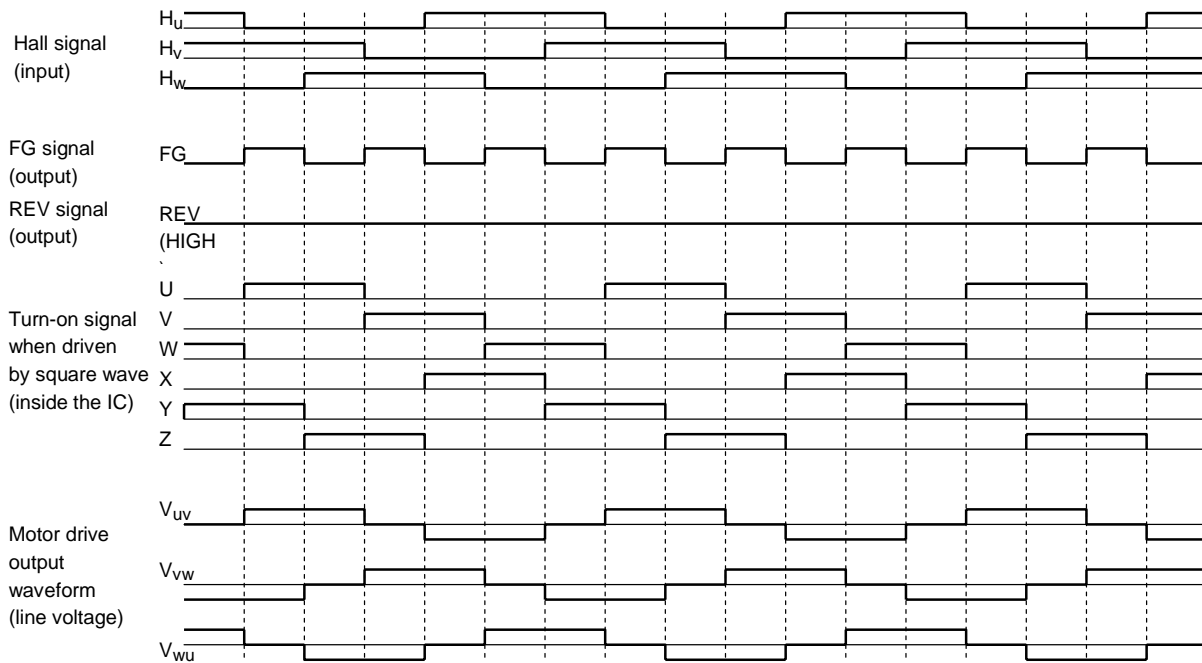 Hall signal
(input)
Hu
Hv
Hw
FG signal
(output)
FG
REV signal
(output)
REV
(HIGH
`
Turn-on signal
when driven
by square wave
(inside the IC)
U
V
W
X
Y
Z
Motor drive
output
waveform
(line voltage)
Vuv
Vvw
Vwu